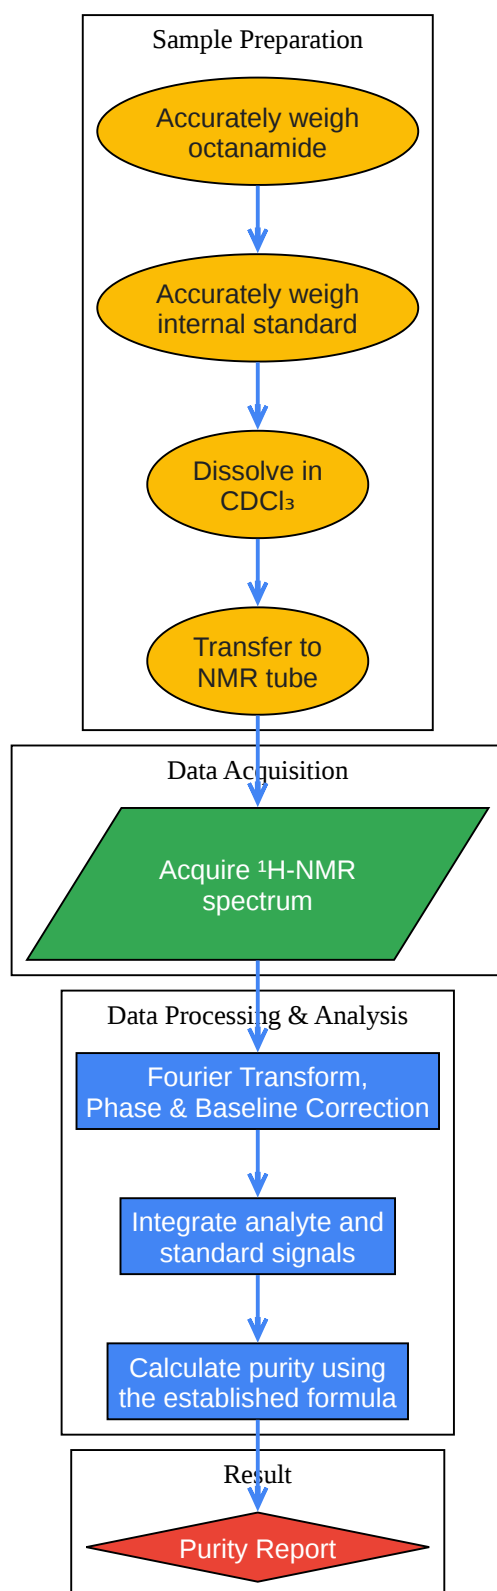 Sample Preparation
Accurately weigh
octanamide
Accurately weigh
internal standard
Dissolve in
CDCl₃
Transfer to
NMR tube
Data Acquisition
Acquire ¹H-NMR
spectrum
Data Processing & Analysis
Fourier Transform,
Phase & Baseline Correction
Integrate analyte and
standard signals
Calculate purity using
the established formula
Result
Purity Report